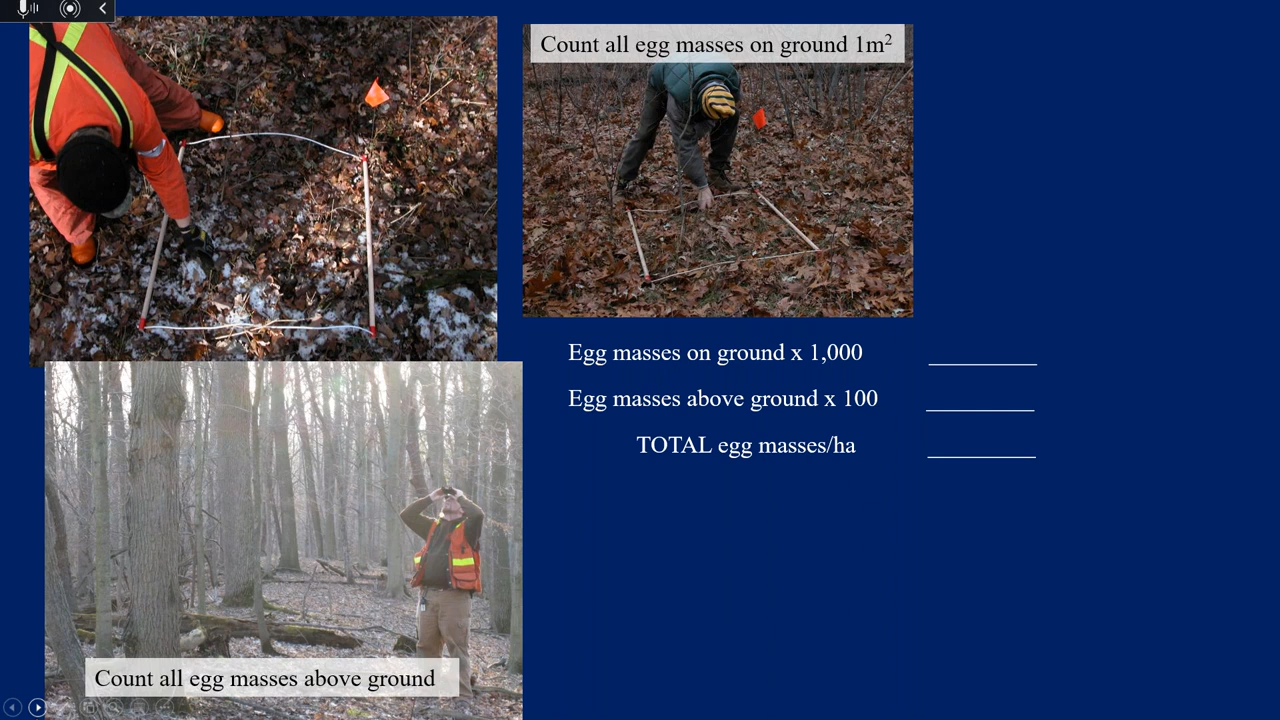 Count all egg masses on ground 1m²
Egg masses on ground x 1,000
Egg masses above ground x 100
TOTAL egg masses/ha
Count all egg masses above ground